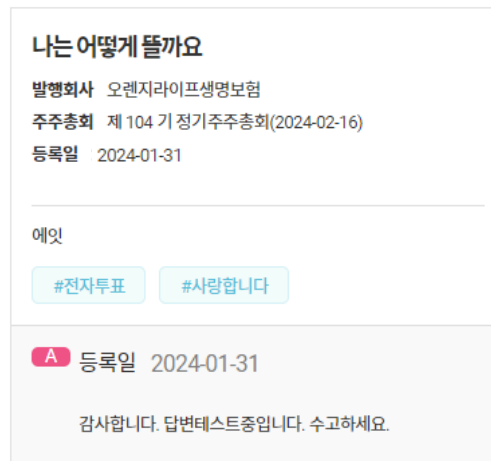 나는 어떻게 뜰까요
발행회사 오렌지라이프생명보험
주주총회 제 104 기 정기주주총회(2024-02-16)
등록일 2024-01-31
에잇
#전자투표 #사랑합니다
A 등록일 2024-01-31
감사합니다. 답변테스트중입니다. 수고하세요.